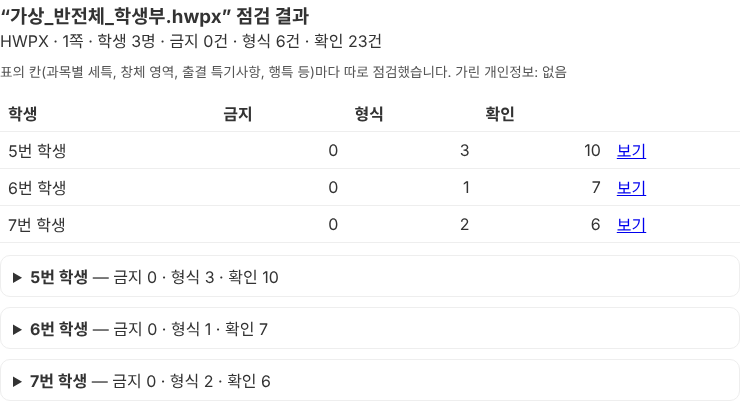 “가상_반전체_학생부.hwpx” 점검 결과
HWPX · 1쪽 · 학생 3명 · 금지 0건 · 형식 6건 · 확인 23건
표의 칸(과목별 세특, 창체 영역, 출결 특기사항, 행특 등)마다 따로 점검했습니다. 가린 개인정보: 없음
학생 금지 형식 확인
5번 학생 0 3 10 보기
6번 학생 0 1 7 보기
7번 학생 0 2 6 보기
▶ 5번 학생 — 금지 0 · 형식 3 · 확인 10
▶ 6번 학생 — 금지 0 · 형식 1 · 확인 7
▶ 7번 학생 — 금지 0 · 형식 2 · 확인 6